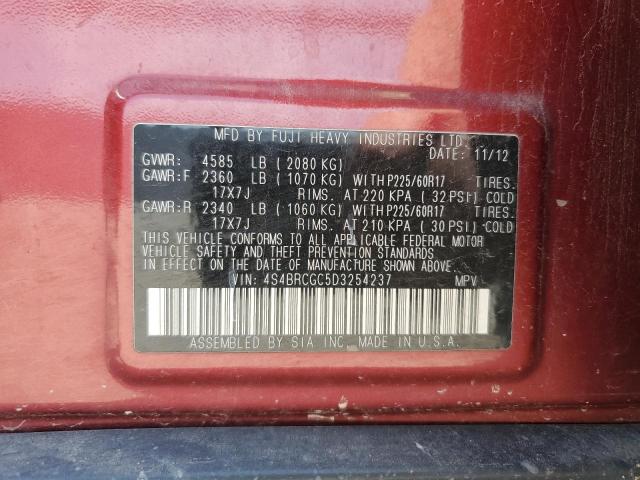 MFD BY FUJI HEAVY INDUSTRIES LTD.
DATE: 11/12
GVWR: 4585 LB (2080 KG)
GAWR:F 2360 LB (1070 KG) WITH P225/60R17 TIRES.
17X7J RIMS. AT 220 KPA (32 PSI) COLD
GAWR:R 2340 LB (1060 KG) WITH P225/60R17 TIRES.
17X7J RIMS. AT 210 KPA (30 PSI) COLD
THIS VEHICLE CONFORMS TO ALL APPLICABLE FEDERAL MOTOR
VEHICLE SAFETY AND THEFT PREVENTION STANDARDS
IN EFFECT ON THE DATE OF MANUFACTURE SHOWN ABOVE.
VIN: 4S4BRCGC5D3254237 MPV
ASSEMBLED BY SIA INC. MADE IN U.S.A.